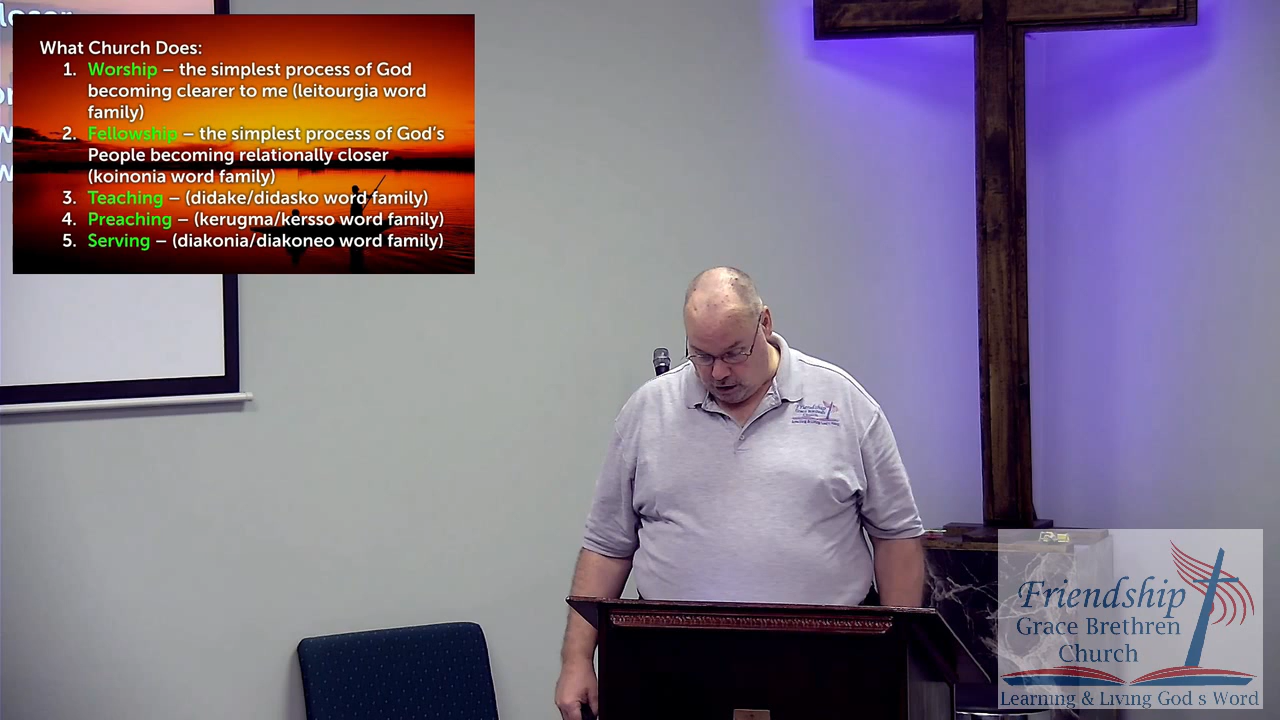 What Church Does:
1. Worship – the simplest process of God
becoming clearer to me (leitourgia word
family)
2. Fellowship – the simplest process of God's
People becoming relationally closer
(koinonia word family)
3. Teaching – (didake/didasko word family)
4. Preaching – (kerugma/kersso word family)
5. Serving – (diakonia/diakoneo word family)
Friendship
Church
Friendship
Grace Brethren
Church
Learning & Living God s Word